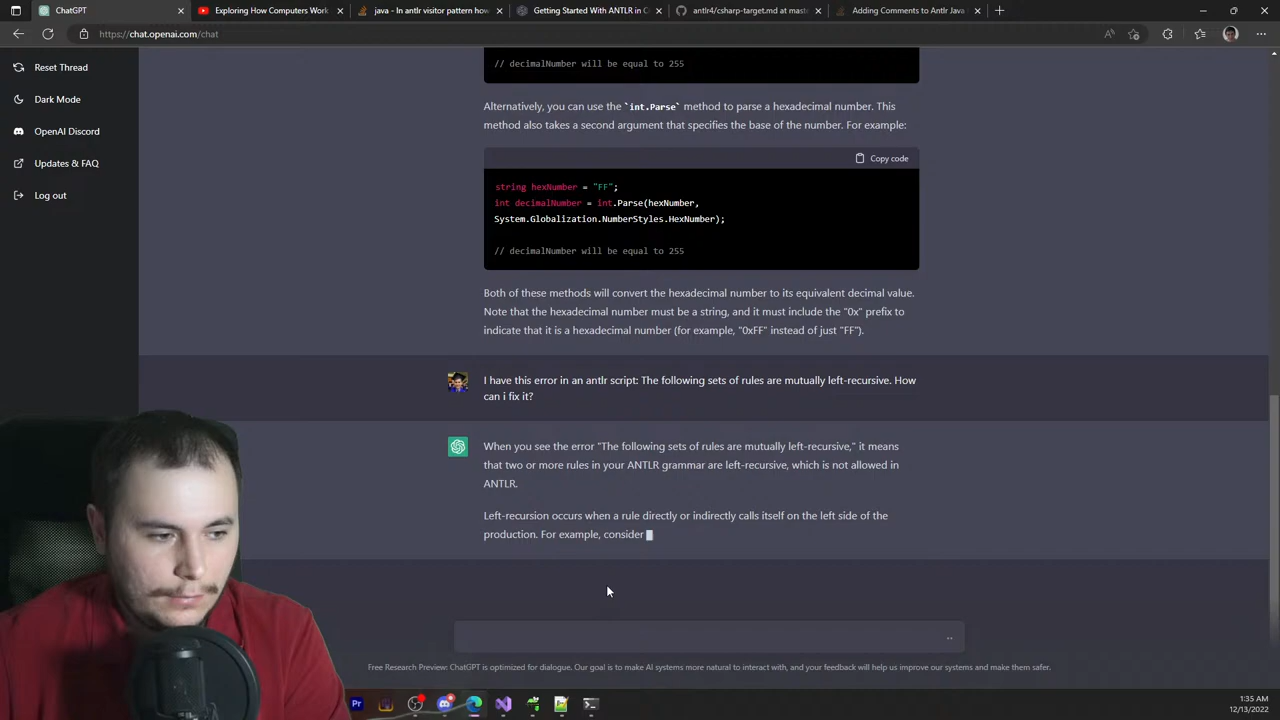 ChatGPT
Exploring How Computers Work
java - In antlr visitor pattern how
Getting Started With ANTLR in C
antlr4/csharp-target.md at mast
Adding Comments to Antlr Java
https://chat.openai.com/chat
Reset Thread
Dark Mode
OpenAI Discord
Updates & FAQ
Log out
// decimalNumber will be equal to 255
Alternatively, you can use the `int.Parse` method to parse a hexadecimal number. This
method also takes a second argument that specifies the base of the number. For example:
Copy code
string hexNumber = "FF";
int decimalNumber = int.Parse(hexNumber,
System.Globalization.NumberStyles.HexNumber);
// decimalNumber will be equal to 255
Both of these methods will convert the hexadecimal number to its equivalent decimal value.
Note that the hexadecimal number must be a string, and it must include the "0x" prefix to
indicate that it is a hexadecimal number (for example, "0xFF" instead of just "FF").
I have this error in an antlr script: The following sets of rules are mutually left-recursive. How
can i fix it?
When you see the error "The following sets of rules are mutually left-recursive," it means
that two or more rules in your ANTLR grammar are left-recursive, which is not allowed in
ANTLR.
Left-recursion occurs when a rule directly or indirectly calls itself on the left side of the
production. For example, consider
Free Research Preview: ChatGPT is optimized for dialogue. Our goal is to make AI systems more natural to interact with, and your feedback will help us improve our systems and make them safer.
Pr
1:35 AM
12/13/2022